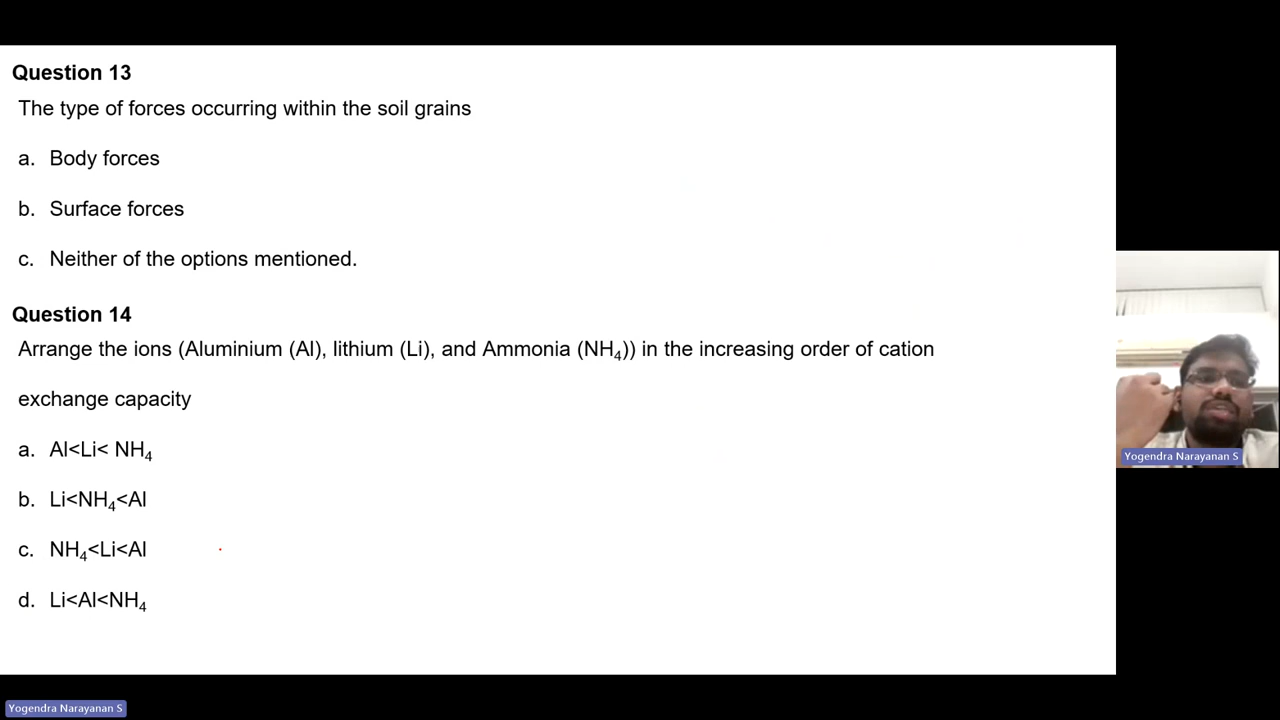 Question 13
The type of forces occurring within the soil grains
a. Body forces
b. Surface forces
c. Neither of the options mentioned.
Question 14
Arrange the ions (Aluminium (Al), lithium (Li), and Ammonia (NH₄)) in the increasing order of cation
exchange capacity
a. Al<Li< NH₄
b. Li<NH₄<Al
c. NH₄<Li<Al
d. Li<Al<NH₄
Yogendra Narayanan S
Yogendra Narayanan S